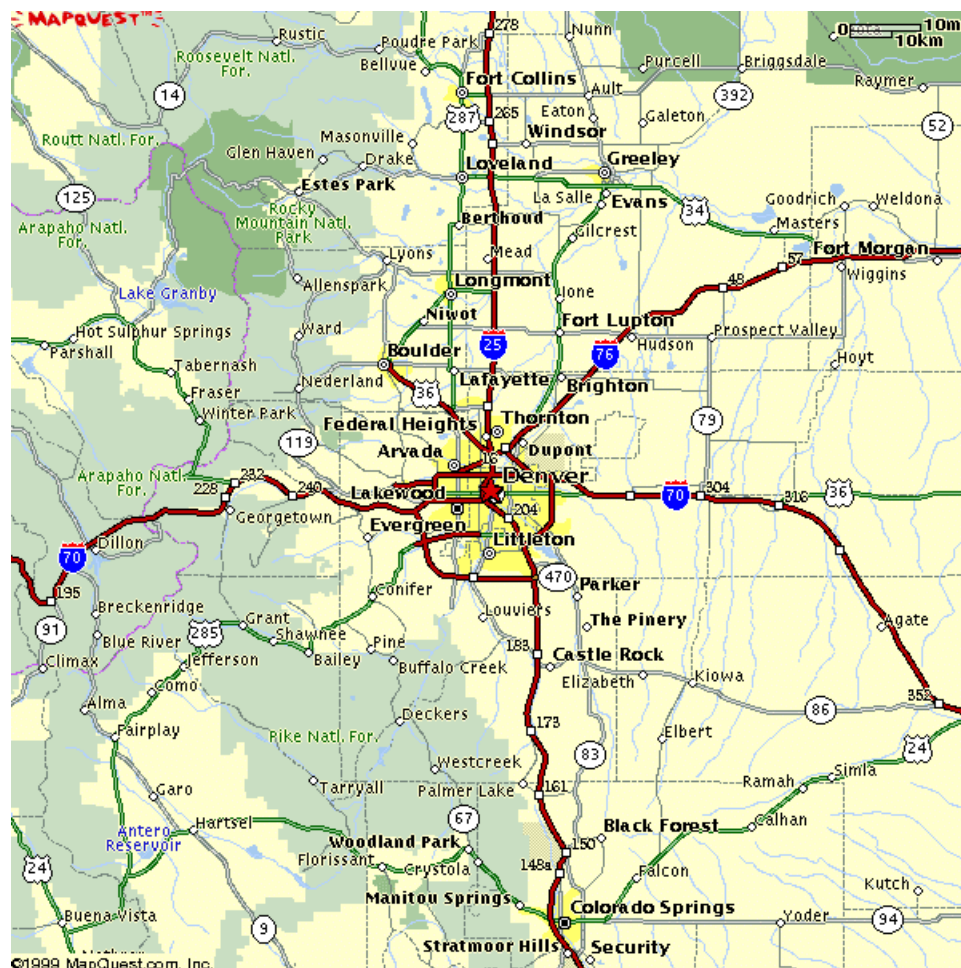 MAPQUEST™
278
Nunn
0 10m
10km
Rustic
Poudre Park
Roosevelt Natl.
For.
Bellvue
Purcell
Briggsdale
Fort Collins
Ault
Raymer
14
392
287
265
Eaton
Galeton
52
Windsor
Masonville
Routt Natl. For.
Glen Haven
Drake
Loveland
Greeley
Estes Park
La Salle
Evans
34
Goodrich
Weldona
125
Rocky
Mountain Natl.
Park
Arapaho Natl.
For.
Berthoud
Gilcrest
Masters
Mead
Fort Morgan
Lyons
57
Wiggins
Lake Granby
Allenspark
Longmont
48
Ione
Niwot
Fort Lupton
Hot Sulphur Springs
Ward
25
76
Hudson
Prospect Valley
Parshall
Boulder
Hoyt
Tabernash
Nederland
Lafayette
Brighton
Fraser
36
Winter Park
Federal Heights
Thornton
79
119
Arvada
16
Dupont
Arapaho Natl.
For.
232
Denver
228
240
Lakewood
70
304
36
316
Georgetown
Evergreen
204
Dillon
Littleton
70
195
Conifer
470
Parker
Breckenridge
Louviers
The Pinery
91
Blue River
285
Grant
Shawnee
Pine
Agate
Climax
Jefferson
Bailey
Buffalo Creek
183
Castle Rock
Como
Elizabeth
Kiowa
352
Alma
Deckers
86
Fairplay
173
Elbert
Pike Natl. For.
83
24
Westcreek
Simla
Tarryall
Palmer Lake
161
Ramah
Garo
67
Antero
Reservoir
Hartsel
Black Forest
Calhan
Woodland Park
150
Florissant
Crystola
148a
Falcon
24
Kutch
Manitou Springs
Colorado Springs
Buena Vista
9
Yoder
94
Stratmoor Hills
Security
©1999 MapQuest.com, Inc.